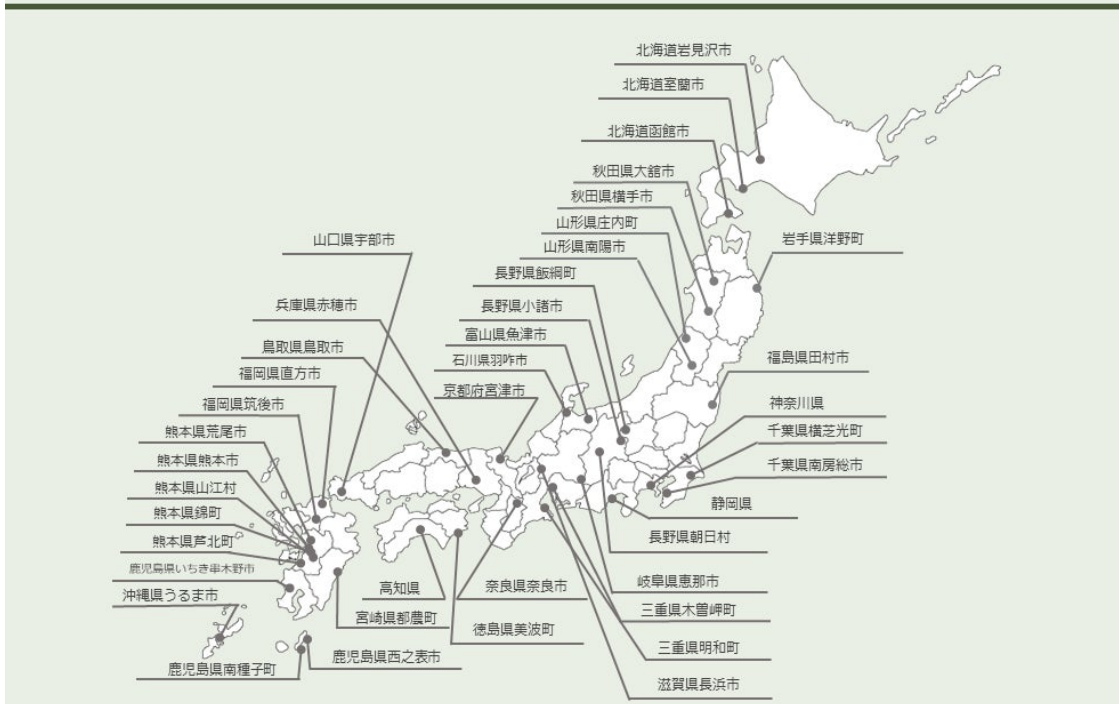 北海道岩見沢市
北海道室蘭市
北海道函館市
秋田県大舘市
秋田県横手市
山形県庄内町
山形県南陽市
長野県飯綱町
長野県小諸市
富山県魚津市
石川県羽咋市
京都府宮津市
山口県宇部市
兵庫県赤穂市
鳥取県鳥取市
福岡県直方市
福岡県筑後市
熊本県荒尾市
熊本県熊本市
熊本県山江村
熊本県錦町
熊本県芦北町
鹿児島県いちき串木野市
沖縄県うるま市
鹿児島県南種子町
鹿児島県西之表市
宮崎県都農町
高知県
徳島県美波町
奈良県奈良市
岩手県洋野町
福島県田村市
神奈川県
千葉県横芝光町
千葉県南房総市
静岡県
長野県朝日村
岐阜県恵那市
三重県木曽岬町
三重県明和町
滋賀県長浜市